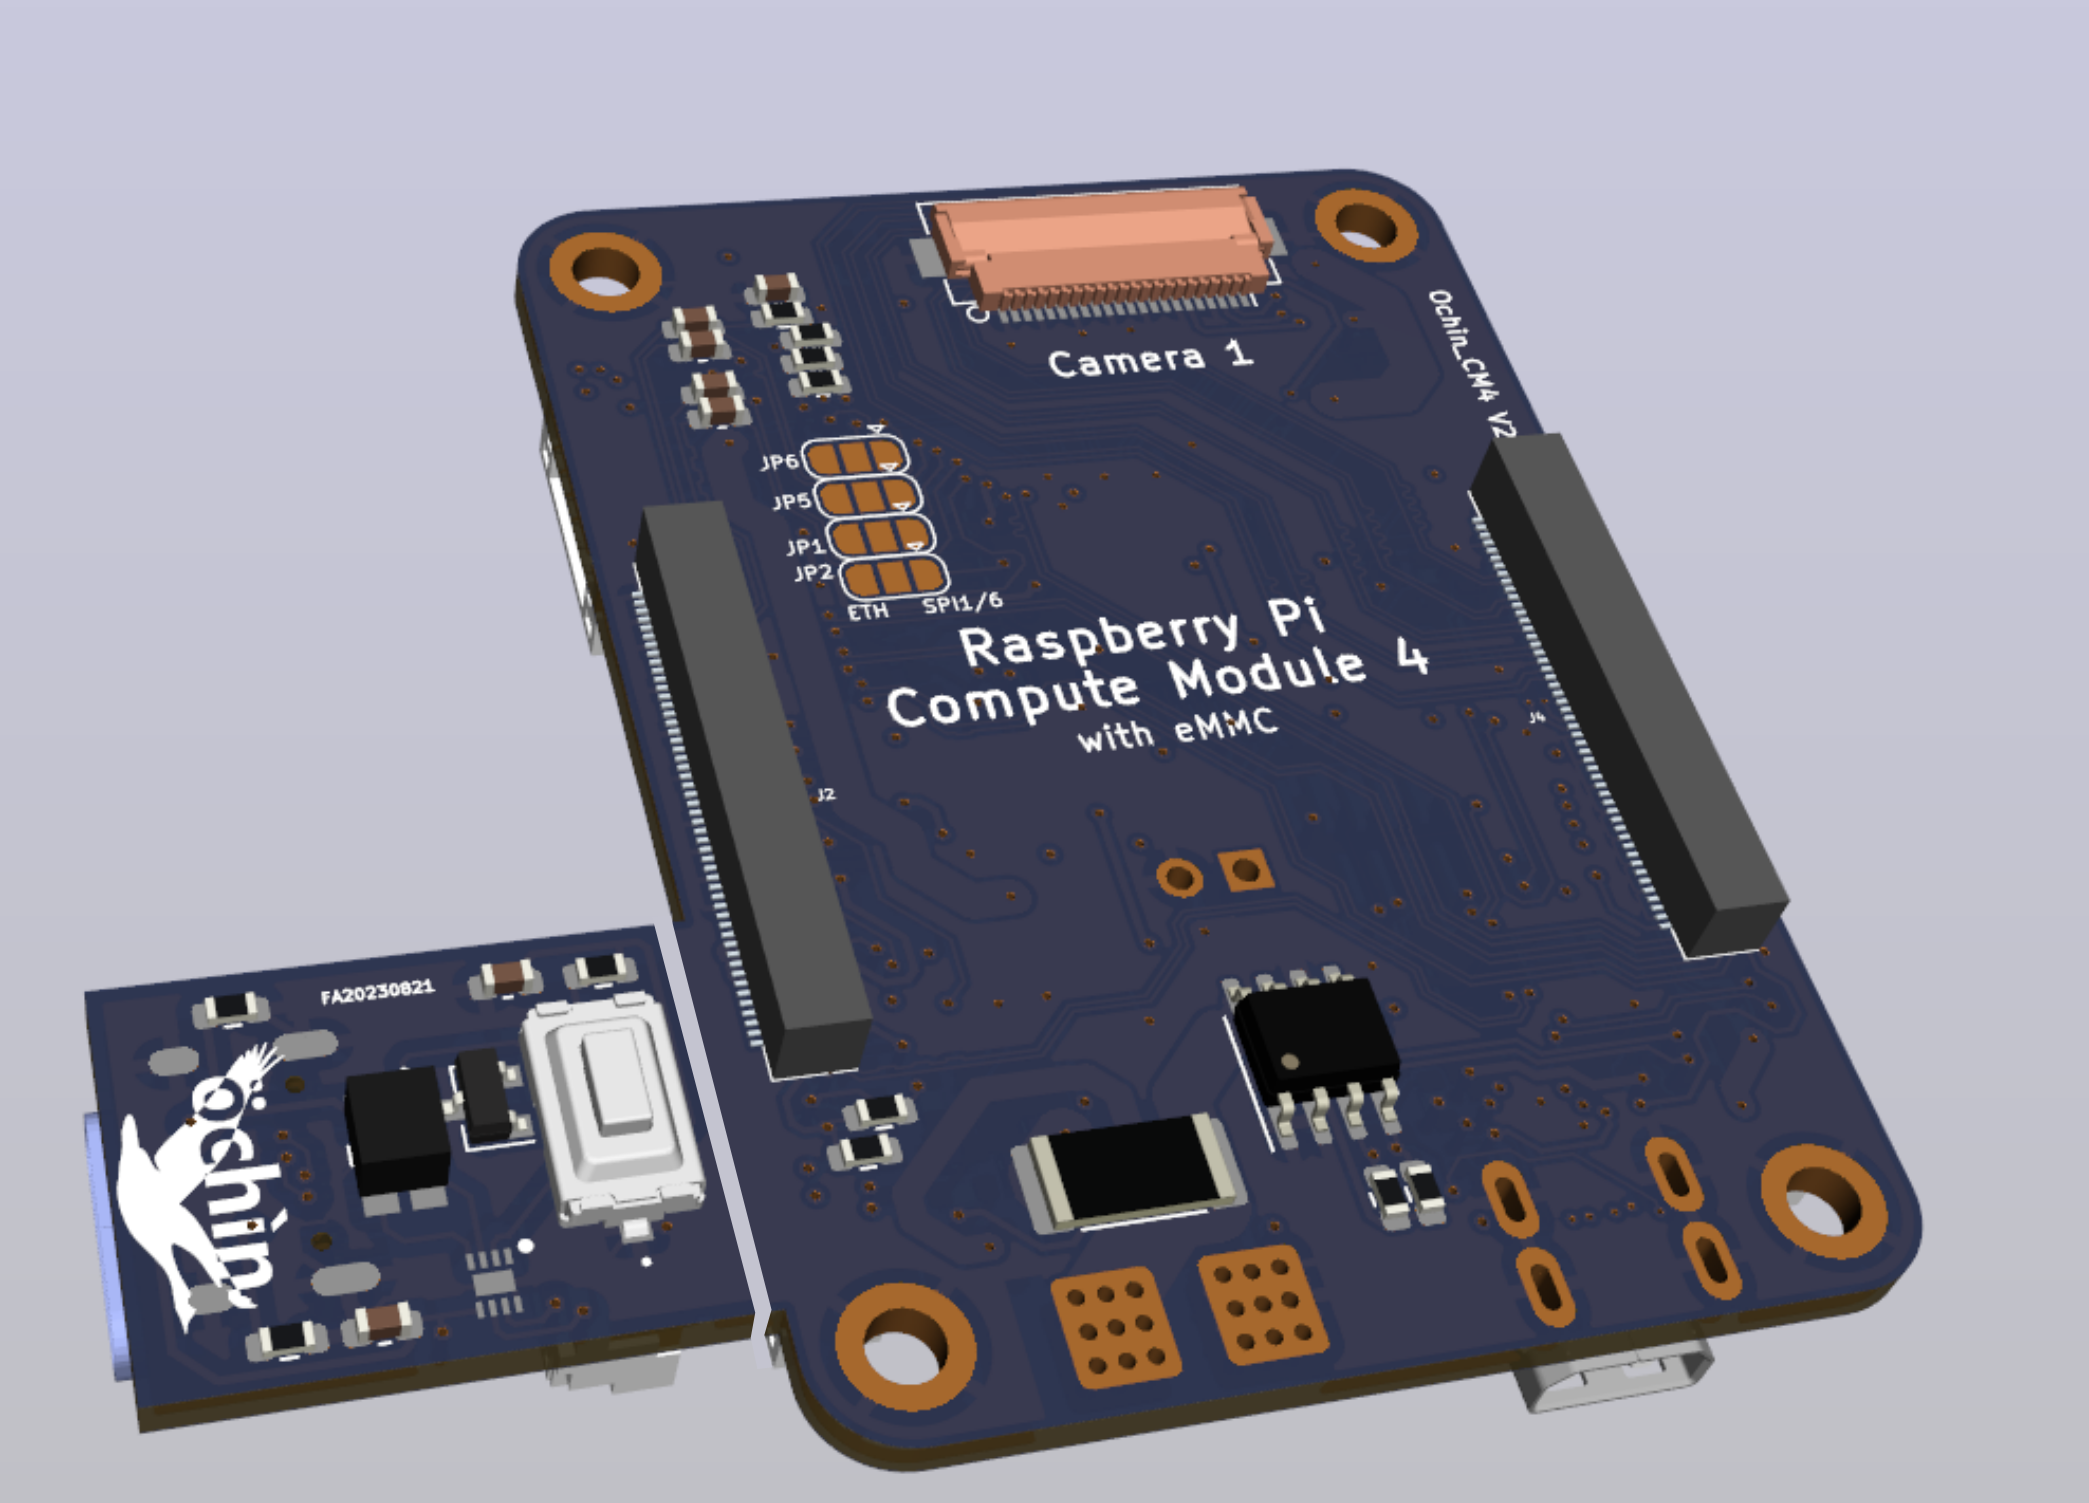 Camera 1
Ochin_CM4 V2
JP6
JP5
JP1
JP2
ETH SPI1/6
Raspberry Pi
Compute Module 4
with eMMC
J4
J2
FA20230821
öchìn